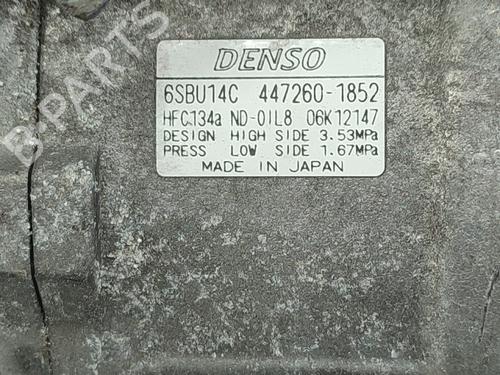 B-PARTS
DENSO
6SBU14C 447260-1852
HFC134a ND-OIL8 06K12147
DESIGN HIGH SIDE 3.53MPa
PRESS LOW SIDE 1.67MPa
MADE IN JAPAN